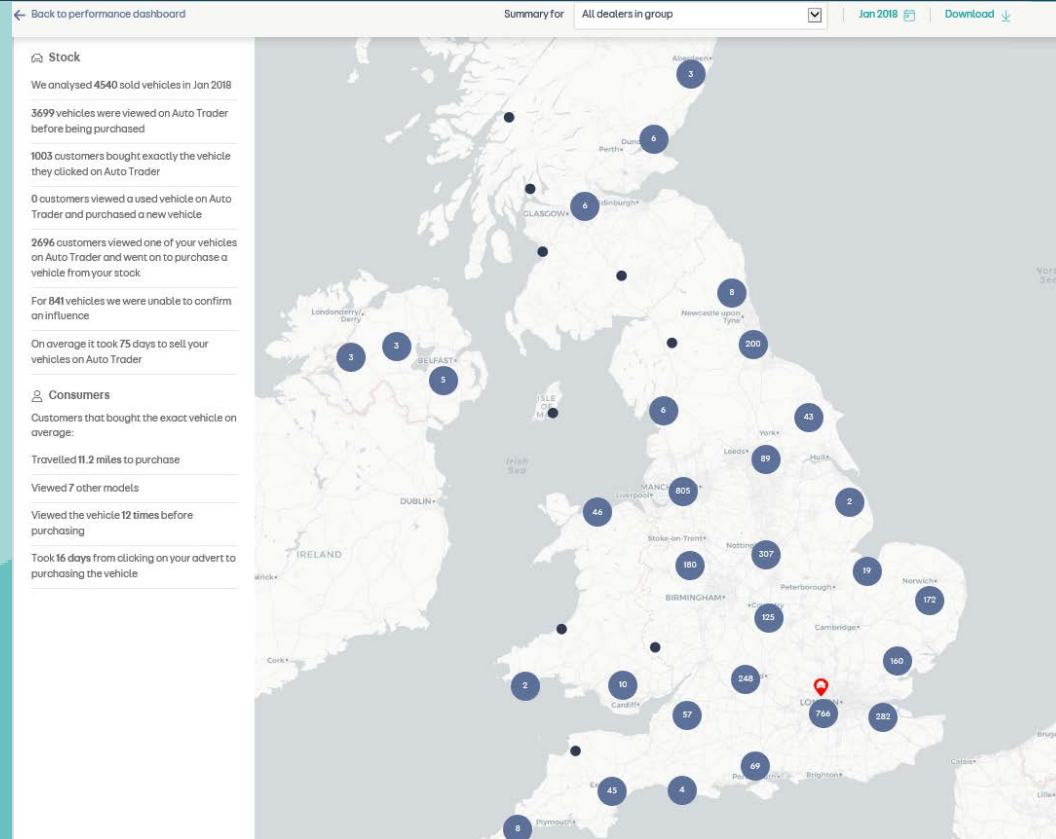 Back to performance dashboard
Summary for
All dealers in group
Jan 2018
Download
Stock
We analysed 4540 sold vehicles in Jan 2018
3699 vehicles were viewed on Auto Trader
before being purchased
1003 customers bought exactly the vehicle
they clicked on Auto Trader
0 customers viewed a used vehicle on Auto
Trader and purchased a new vehicle
2696 customers viewed one of your vehicles
on Auto Trader and went on to purchase a
vehicle from your stock
For 841 vehicles we were unable to confirm
an influence
On average it took 75 days to sell your
vehicles on Auto Trader
Consumers
Customers that bought the exact vehicle on
average:
Travelled 11.2 miles to purchase
Viewed 7 other models
Viewed the vehicle 12 times before
purchasing
Took 16 days from clicking on your advert to
purchasing the vehicle
Aberdeen
3
6
Perth
6
GLASGOW
8
Newcastle upon
Tyne
200
Londonderry/
Derry
3
3
BELFAST
5
ISLE
OF
6
43
York
Leeds
89
Hull
Irish
Sea
805
Liverpool
2
46
DUBLIN
Stoke-on-Trent
307
180
IRELAND
19
Peterborough
Norwich
172
BIRMINGHAM
125
Cambridge
Cork
160
2
10
248
Cardiff
57
766
282
69
Brighton
Calais
45
4
Plymouth
8